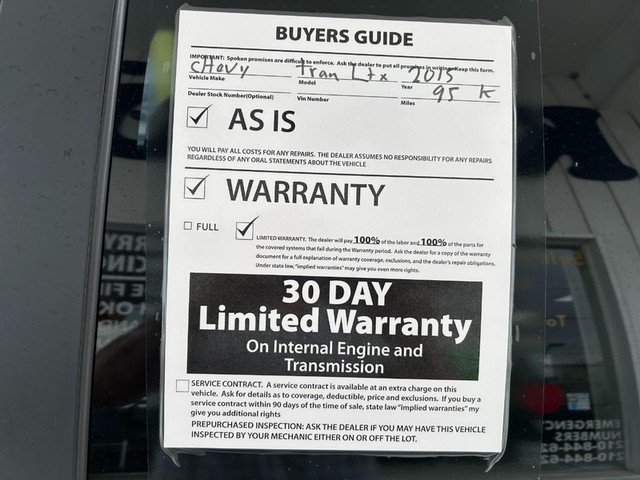 BUYERS GUIDE
IMPORTANT: Spoken promises are difficult to enforce. Ask the dealer to put all promises in writing. Keep this form.
CHevy Tran Ltx 2015
Vehicle Make Model Year
95 K
Dealer Stock Number(Optional) Vin Number Miles
AS IS
YOU WILL PAY ALL COSTS FOR ANY REPAIRS. THE DEALER ASSUMES NO RESPONSIBILITY FOR ANY REPAIRS
REGARDLESS OF ANY ORAL STATEMENTS ABOUT THE VEHICLE
WARRANTY
FULL
LIMITED WARRANTY. The dealer will pay 100% of the labor and 100% of the parts for
the covered systems that fail during the Warranty period. Ask the dealer for a copy of the warranty
document for a full explanation of warranty coverage, exclusions, and the dealer's repair obligations.
Under state law, "implied warranties" may give you even more rights.
30 DAY
Limited Warranty
On Internal Engine and
Transmission
SERVICE CONTRACT. A service contract is available at an extra charge on this
vehicle. Ask for details as to coverage, deductible, price and exclusions. If you buy a
service contract within 90 days of the time of sale, state law "implied warranties" my
give you additional rights
PREPURCHASED INSPECTION: ASK THE DEALER IF YOU MAY HAVE THIS VEHICLE
INSPECTED BY YOUR MECHANIC EITHER ON OR OFF THE LOT.
EMERGENCY
NUMBERS